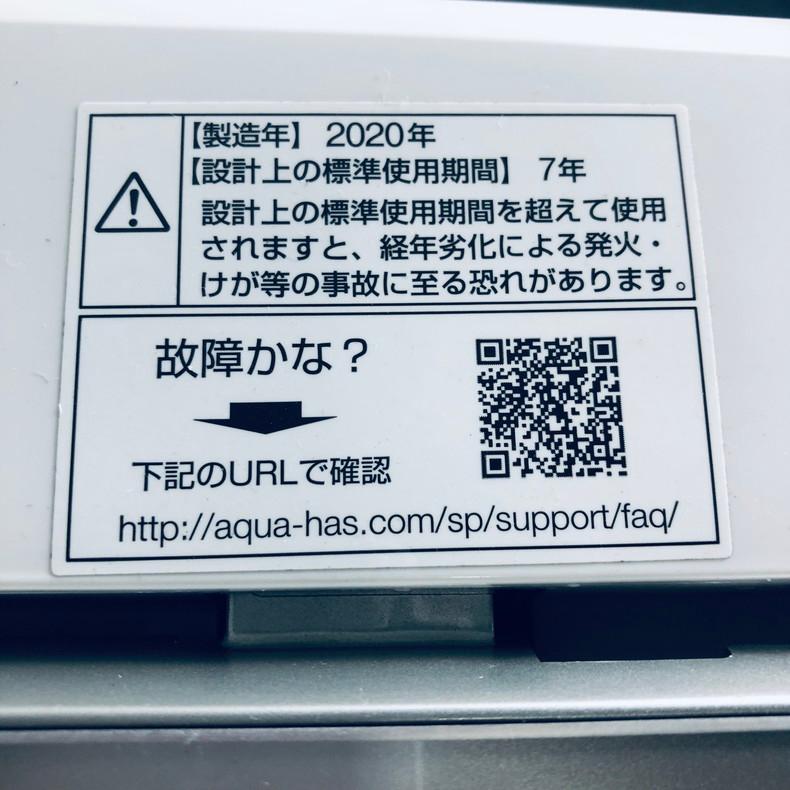 【製造年】 2020年
【設計上の標準使用期間】 7年
設計上の標準使用期間を超えて使用
されますと、経年劣化による発火・
けが等の事故に至る恐れがあります。
故障かな？
下記のURLで確認
http://aqua-has.com/sp/support/faq/